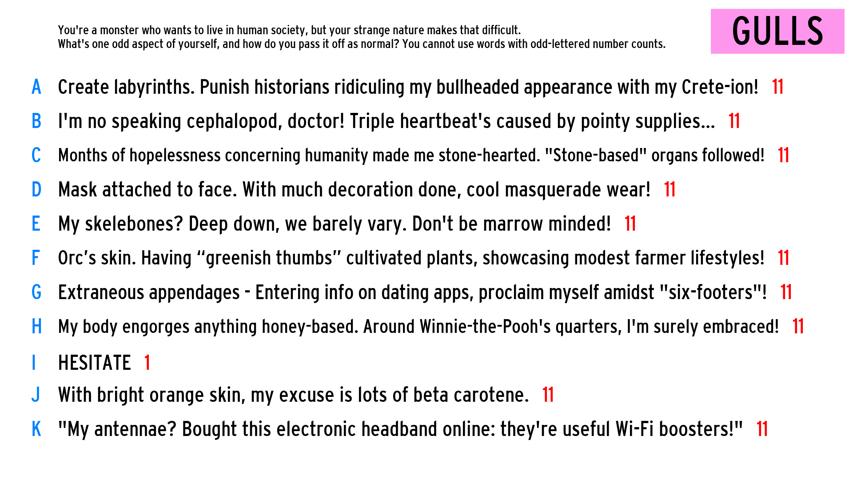 You're a monster who wants to live in human society, but your strange nature makes that difficult.
What's one odd aspect of yourself, and how do you pass it off as normal? You cannot use words with odd-lettered number counts.
GULLS
A Create labyrinths. Punish historians ridiculing my bullheaded appearance with my Crete-ion! 11
B I'm no speaking cephalopod, doctor! Triple heartbeat's caused by pointy supplies... 11
C Months of hopelessness concerning humanity made me stone-hearted. "Stone-based" organs followed! 11
D Mask attached to face. With much decoration done, cool masquerade wear! 11
E My skelebones? Deep down, we barely vary. Don't be marrow minded! 11
F Orc’s skin. Having “greenish thumbs” cultivated plants, showcasing modest farmer lifestyles! 11
G Extraneous appendages - Entering info on dating apps, proclaim myself amidst "six-footers"! 11
H My body engorges anything honey-based. Around Winnie-the-Pooh's quarters, I'm surely embraced! 11
I HESITATE 1
J With bright orange skin, my excuse is lots of beta carotene. 11
K "My antennae? Bought this electronic headband online: they're useful Wi-Fi boosters!" 11